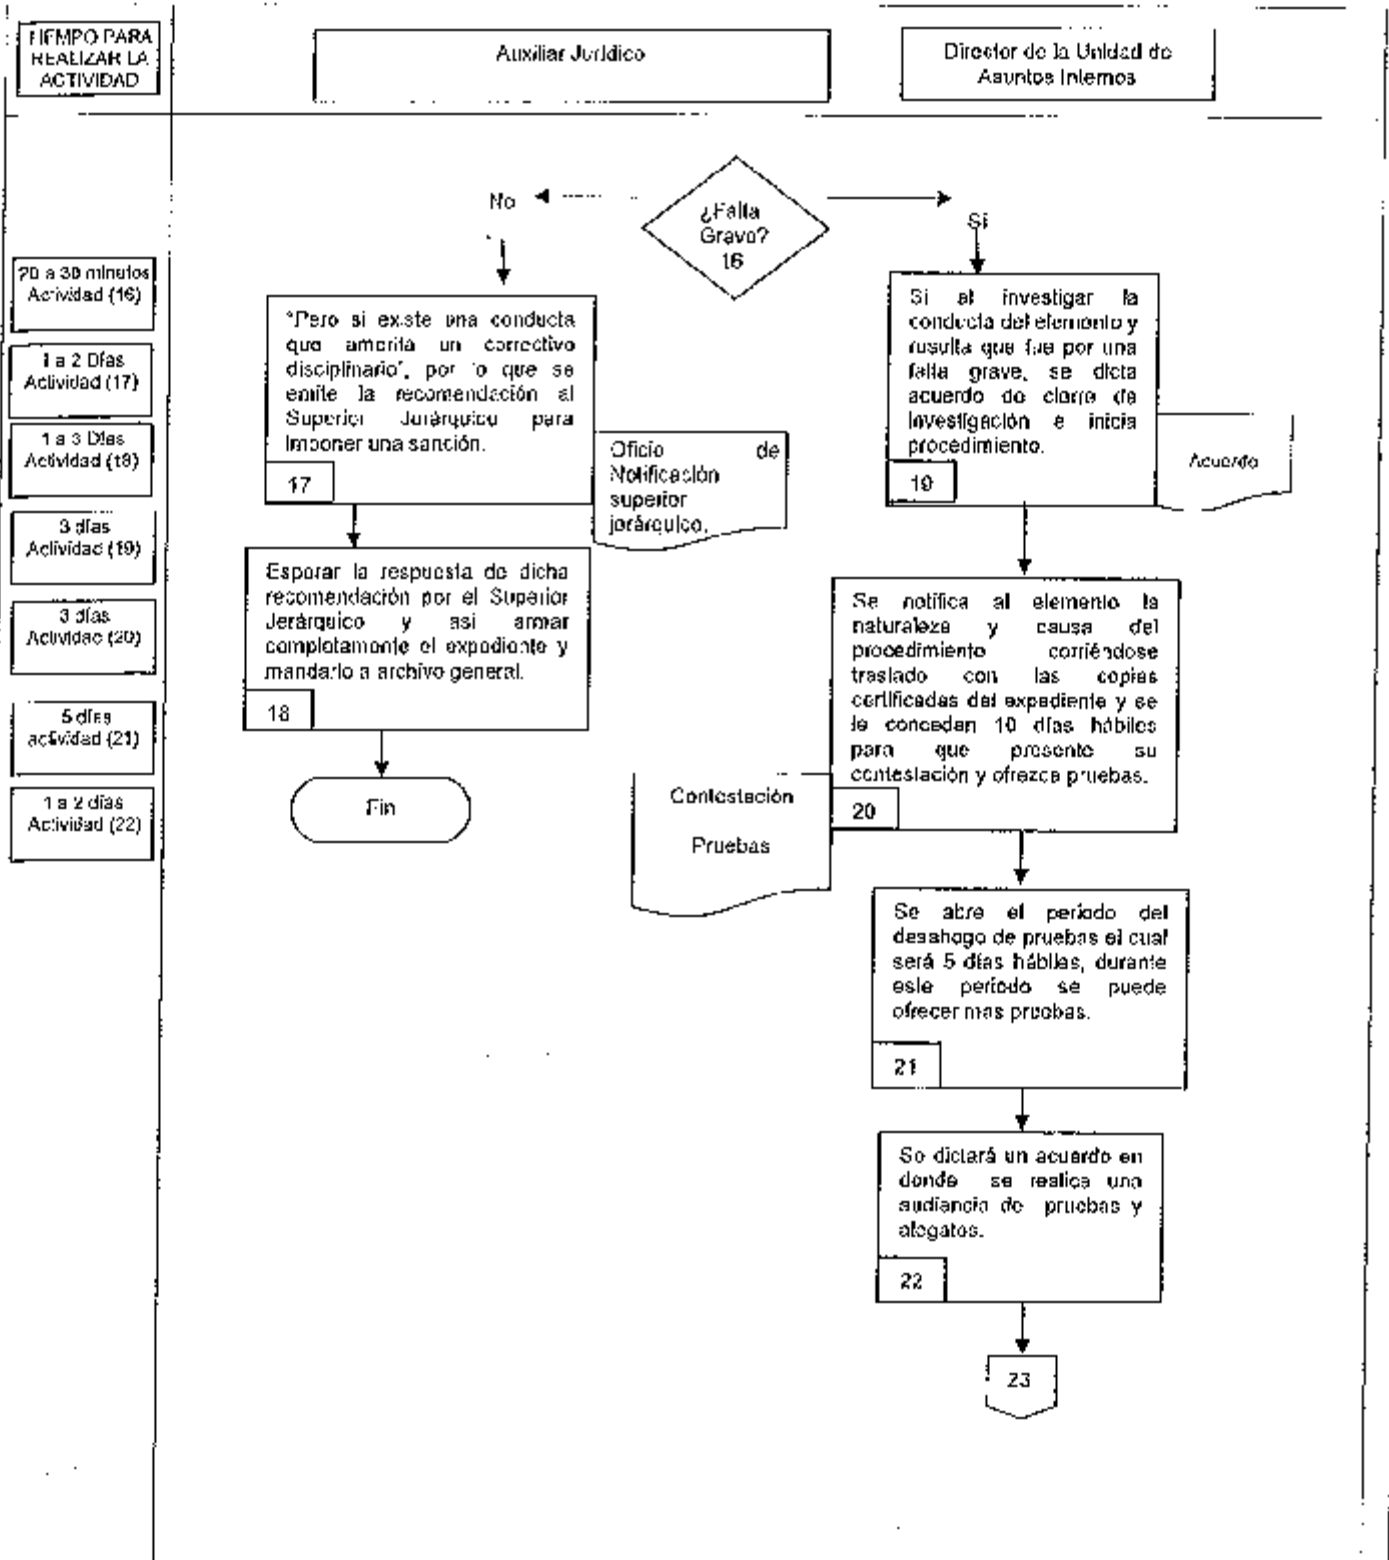 TIEMPO PARA
REALIZAR LA
ACTIVIDAD
Auxiliar Jurídico
Director de la Unidad de
Asuntos Internos
¿Falta
Grave?
16
No
Sí
20 a 30 minutos
Actividad (16)
1 a 2 Días
Actividad (17)
1 a 3 Días
Actividad (18)
3 días
Actividad (19)
3 días
Actividad (20)
5 días
actividad (21)
1 a 2 días
Actividad (22)
"Pero si existe una conducta
que amerita un correctivo
disciplinario", por lo que se
emite la recomendación al
Superior Jerárquico para
imponer una sanción.
17
Oficio de
Notificación
superior
jerárquico.
Esperar la respuesta de dicha
recomendación por el Superior
Jerárquico y así armar
completamente el expediente y
mandarlo a archivo general.
18
Fin
Si al investigar la
conducta del elemento y
resulta que fue por una
falta grave, se dicta
acuerdo de cierre de
investigación e inicia
procedimiento.
19
Acuerdo
Se notifica al elemento la
naturaleza y causa del
procedimiento corriéndose
traslado con las copias
certificadas del expediente y se
le concedan 10 días hábiles
para que presente su
contestación y ofrezca pruebas.
20
Contestación
Pruebas
Se abre el período del
desahogo de pruebas el cual
será 5 días hábiles, durante
este período se puede
ofrecer mas pruebas.
21
Se dictará un acuerdo en
donde se realica una
audiencia de pruebas y
alegatos.
22
23